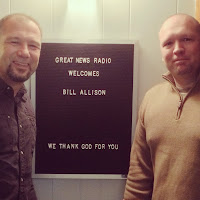 GREAT NEWS RADIO
WELCOMES
BILL ALLISON
WE THANK GOD FOR YOU